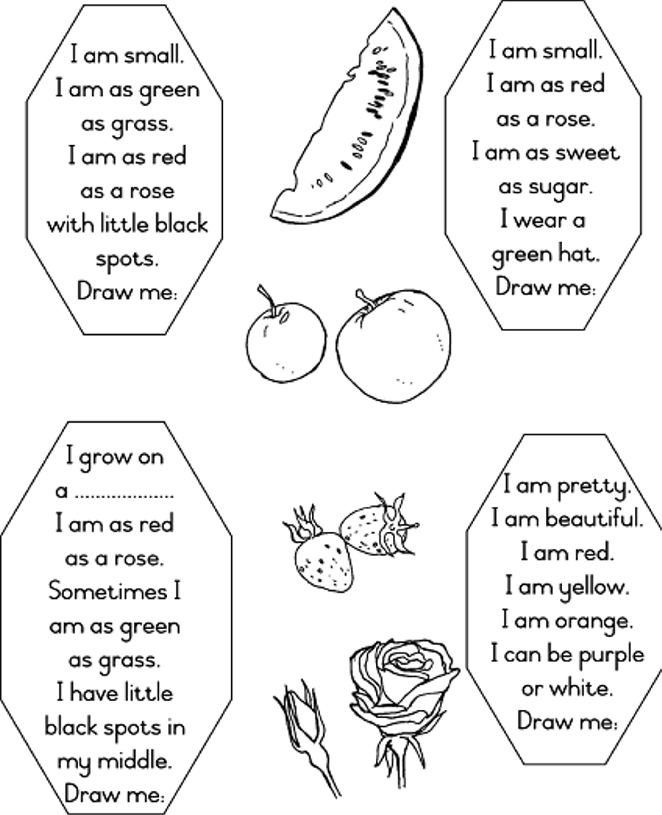 I am small.
I am as green
as grass.
I am as red
as a rose
with little black
spots.
Draw me:
I am small.
I am as red
as a rose.
I am as sweet
as sugar.
I wear a
green hat.
Draw me:
I grow on
a ....................
I am as red
as a rose.
Sometimes I
am as green
as grass.
I have little
black spots in
my middle.
Draw me:
I am pretty.
I am beautiful.
I am red.
I am yellow.
I am orange.
I can be purple
or white.
Draw me: